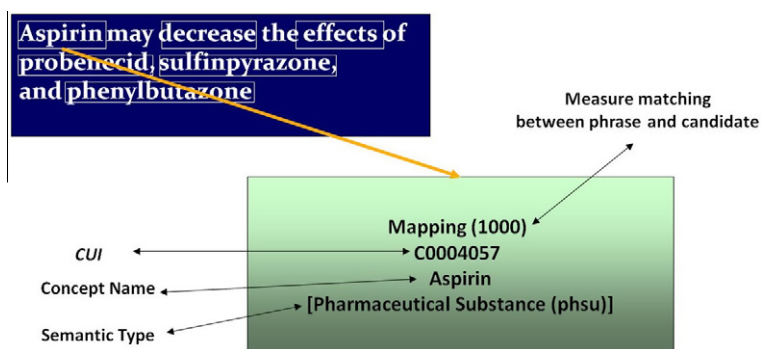 Aspirin may decrease the effects of
probenecid, sulfinpyrazone,
and phenylbutazone
Measure matching
between phrase and candidate
Mapping (1000)
CUI
C0004057
Concept Name
Aspirin
[Pharmaceutical Substance (phsu)]
Semantic Type